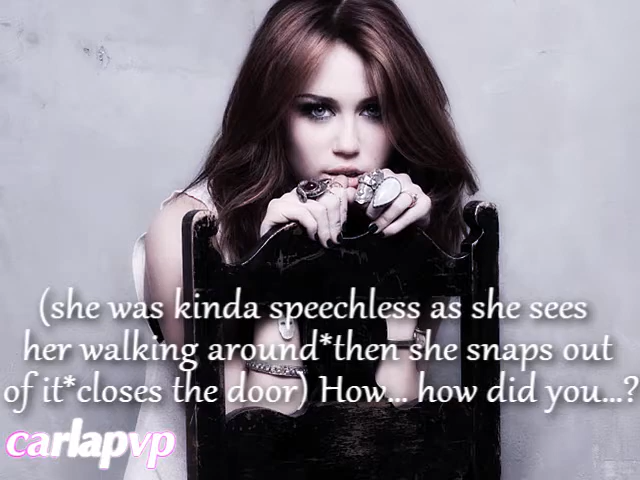 (she was kinda speechless as she sees
her walking around*then she snaps out
of it*closes the door) How... how did you...?
carlapvp